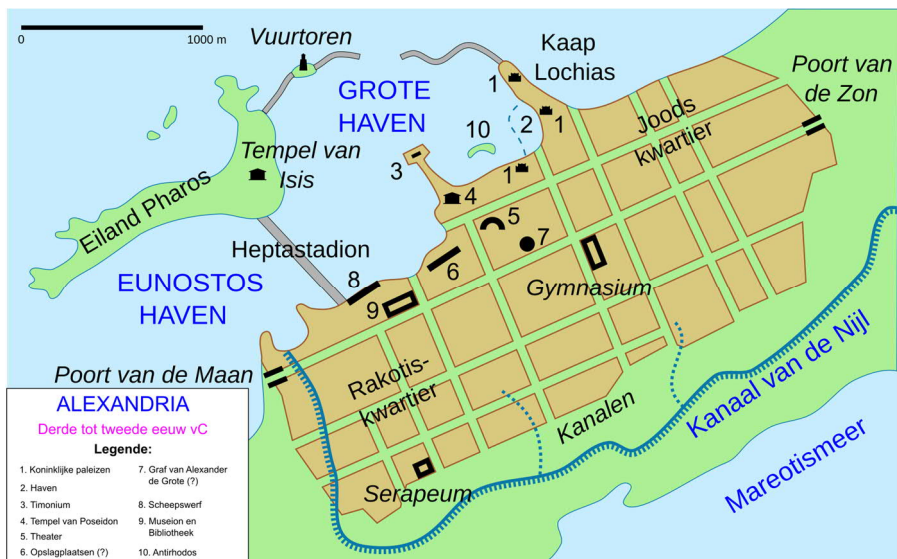 1000 m
0
Vuurtoren
Kaap
Lochias
Poort van
de Zon
GROTE
HAVEN
1
2
1
Joods
kwartier
10
3
Tempel van
Isis
1
4
Eiland Pharos
5
7
Heptastadion
6
8
Gymnasium
EUNOSTOS
HAVEN
9
Poort van de Maan
Rakotis-
kwartier
Kanalen
Kanaal van de Nijl
Mareotismeer
Serapeum
ALEXANDRIA
Derde tot tweede eeuw vC
Legende:
1. Koninklijke paleizen
2. Haven
3. Timonium
4. Tempel van Poseidon
5. Theater
6. Opslagplaatsen (?)
7. Graf van Alexander
de Grote (?)
8. Scheepswerf
9. Museion en
Bibliotheek
10. Antirhodos